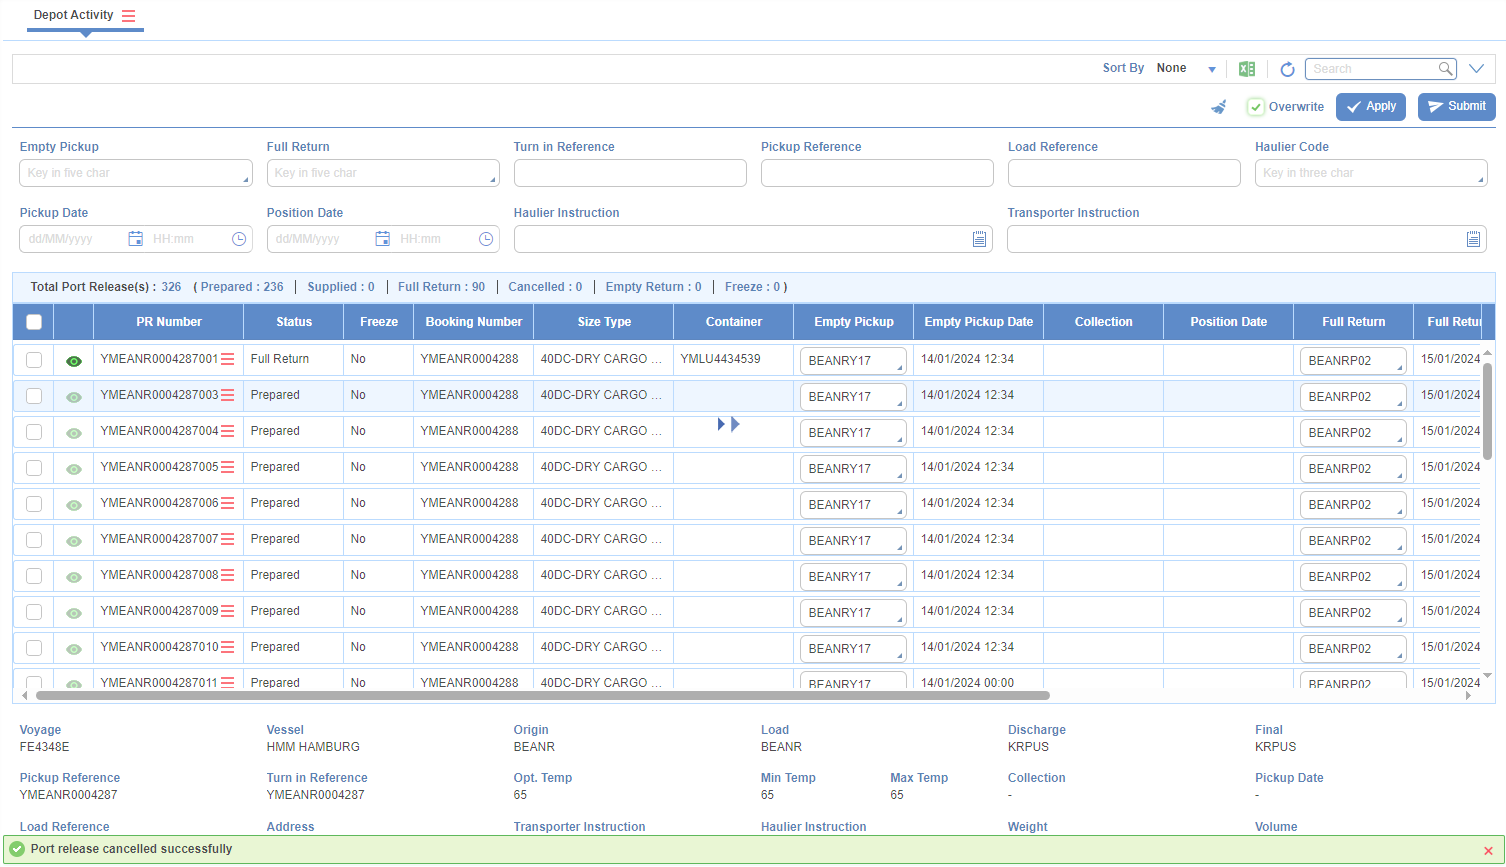 Depot Activity
Sort By None Search
Overwrite Apply Submit
Empty Pickup Full Return Turn in Reference Pickup Reference Load Reference Haulier Code
Key in five char Key in five char Key in three char
Pickup Date Position Date Haulier Instruction Transporter Instruction
dd/MM/yyyy HH:mm dd/MM/yyyy HH:mm
Total Port Release(s) : 326 ( Prepared : 236 | Supplied : 0 | Full Return : 90 | Cancelled : 0 | Empty Return : 0 | Freeze : 0 )
PR Number Status Freeze Booking Number Size Type Container Empty Pickup Empty Pickup Date Collection Position Date Full Return Full Retur
YMEANR0004287001 Full Return No YMEANR0004288 40DC-DRY CARGO ... YMLU4434539 BEANRY17 14/01/2024 12:34 BEANRP02 15/01/2024
YMEANR0004287003 Prepared No YMEANR0004288 40DC-DRY CARGO ... BEANRY17 14/01/2024 12:34 BEANRP02 15/01/2024
YMEANR0004287004 Prepared No YMEANR0004288 40DC-DRY CARGO ... BEANRY17 14/01/2024 12:34 BEANRP02 15/01/2024
YMEANR0004287005 Prepared No YMEANR0004288 40DC-DRY CARGO ... BEANRY17 14/01/2024 12:34 BEANRP02 15/01/2024
YMEANR0004287006 Prepared No YMEANR0004288 40DC-DRY CARGO ... BEANRY17 14/01/2024 12:34 BEANRP02 15/01/2024
YMEANR0004287007 Prepared No YMEANR0004288 40DC-DRY CARGO ... BEANRY17 14/01/2024 12:34 BEANRP02 15/01/2024
YMEANR0004287008 Prepared No YMEANR0004288 40DC-DRY CARGO ... BEANRY17 14/01/2024 12:34 BEANRP02 15/01/2024
YMEANR0004287009 Prepared No YMEANR0004288 40DC-DRY CARGO ... BEANRY17 14/01/2024 12:34 BEANRP02 15/01/2024
YMEANR0004287010 Prepared No YMEANR0004288 40DC-DRY CARGO ... BEANRY17 14/01/2024 12:34 BEANRP02 15/01/2024
YMEANR0004287011 Prepared No YMEANR0004288 40DC-DRY CARGO ... BEANRY17 14/01/2024 00:00 BEANRP02 15/01/2024
Voyage Vessel Origin Load Discharge Final
FE4348E HMM HAMBURG BEANR BEANR KRPUS KRPUS
Pickup Reference Turn in Reference Opt. Temp Min Temp Max Temp Collection Pickup Date
YMEANR0004287 YMEANR0004287 65 65 65 - -
Load Reference Address Transporter Instruction Haulier Instruction Weight Volume
Port release cancelled successfully